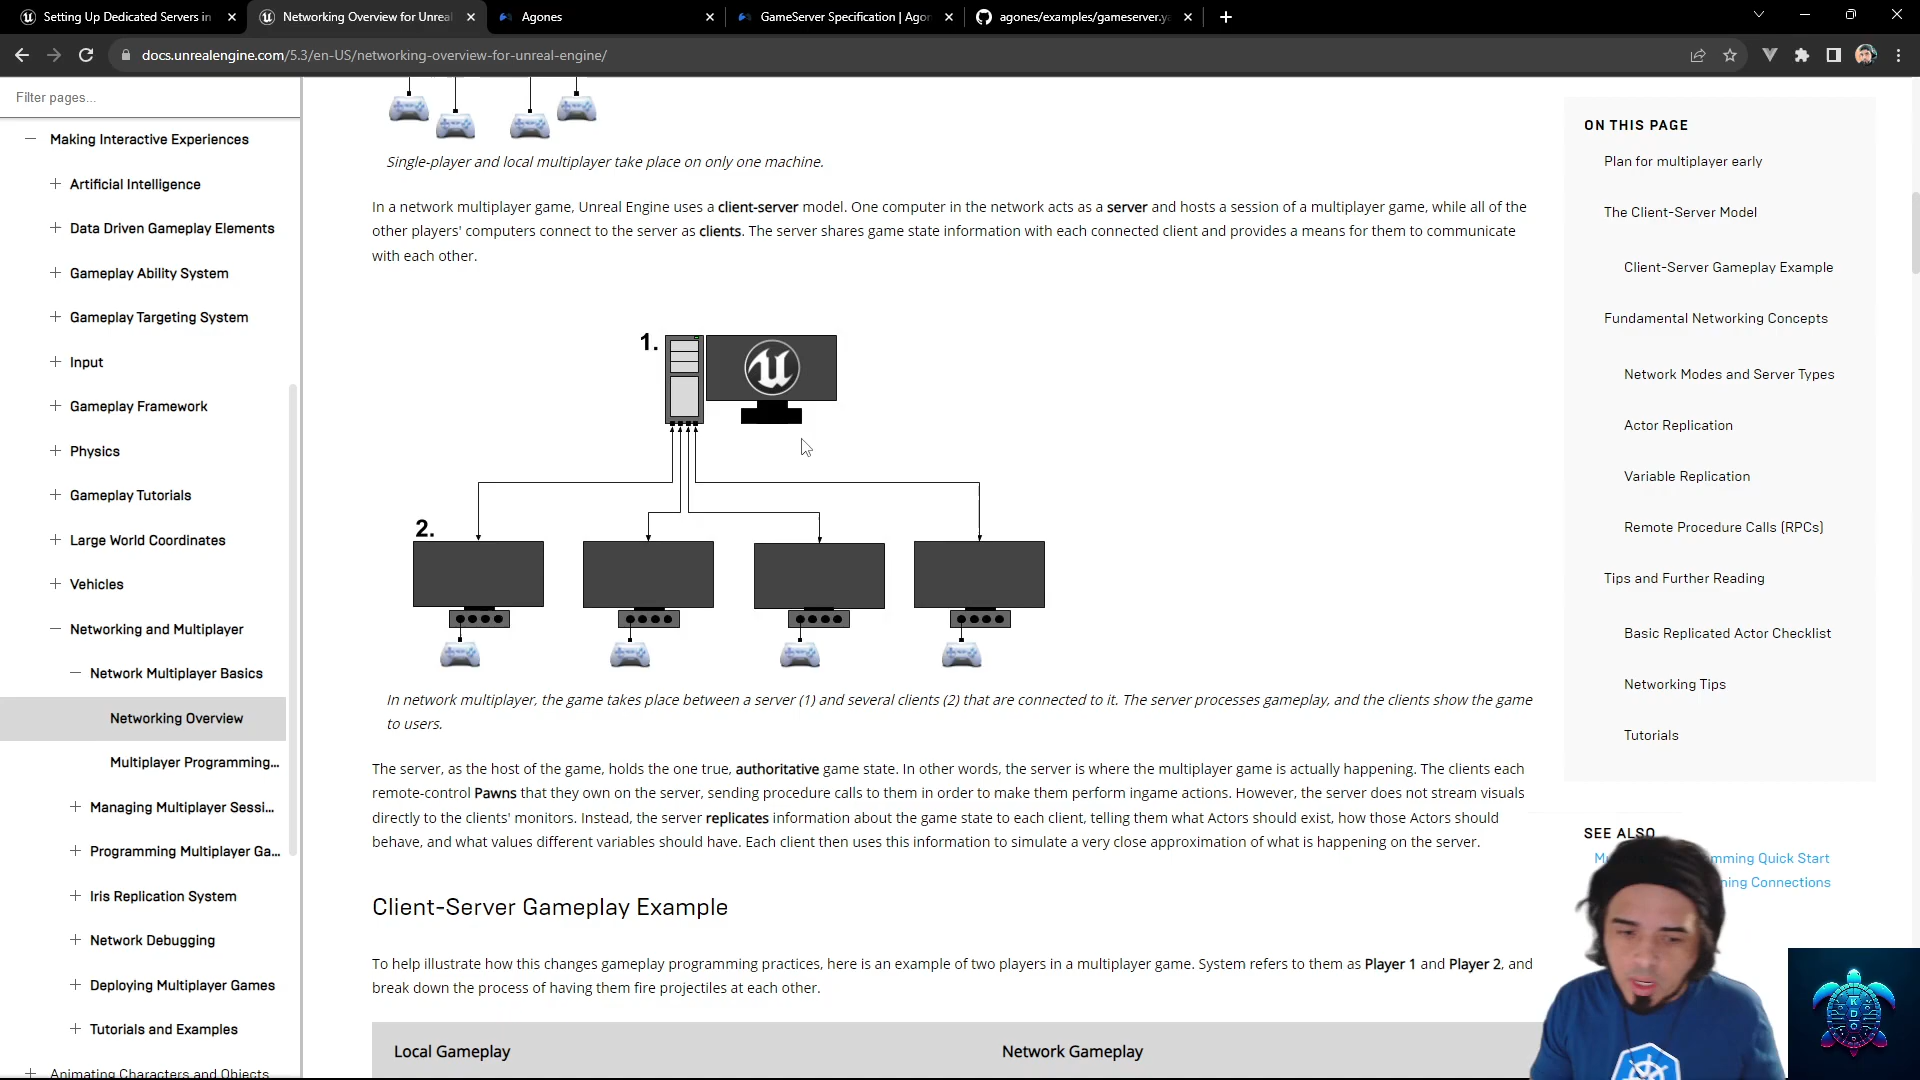 Setting Up Dedicated Servers in
Networking Overview for Unreal
Agones
GameServer Specification | Agon
agones/examples/gameserver.ya
docs.unrealengine.com/5.3/en-US/networking-overview-for-unreal-engine/
Filter pages...
Making Interactive Experiences
Artificial Intelligence
Data Driven Gameplay Elements
Gameplay Ability System
Gameplay Targeting System
Input
Gameplay Framework
Physics
Gameplay Tutorials
Large World Coordinates
Vehicles
Networking and Multiplayer
Network Multiplayer Basics
Networking Overview
Multiplayer Programming...
Managing Multiplayer Sessi...
Programming Multiplayer Ga...
Iris Replication System
Network Debugging
Deploying Multiplayer Games
Tutorials and Examples
Animating Characters and Objects
Single-player and local multiplayer take place on only one machine.
In a network multiplayer game, Unreal Engine uses a client-server model. One computer in the network acts as a server and hosts a session of a multiplayer game, while all of the
other players' computers connect to the server as clients. The server shares game state information with each connected client and provides a means for them to communicate
with each other.
1.
2.
In network multiplayer, the game takes place between a server (1) and several clients (2) that are connected to it. The server processes gameplay, and the clients show the game
to users.
The server, as the host of the game, holds the one true, authoritative game state. In other words, the server is where the multiplayer game is actually happening. The clients each
remote-control Pawns that they own on the server, sending procedure calls to them in order to make them perform ingame actions. However, the server does not stream visuals
directly to the clients' monitors. Instead, the server replicates information about the game state to each client, telling them what Actors should exist, how those Actors should
behave, and what values different variables should have. Each client then uses this information to simulate a very close approximation of what is happening on the server.
Client-Server Gameplay Example
To help illustrate how this changes gameplay programming practices, here is an example of two players in a multiplayer game. System refers to them as Player 1 and Player 2, and
break down the process of having them fire projectiles at each other.
Local Gameplay
Network Gameplay
ON THIS PAGE
Plan for multiplayer early
The Client-Server Model
Client-Server Gameplay Example
Fundamental Networking Concepts
Network Modes and Server Types
Actor Replication
Variable Replication
Remote Procedure Calls (RPCs)
Tips and Further Reading
Basic Replicated Actor Checklist
Networking Tips
Tutorials
SEE ALSO
mming Quick Start
ning Connections